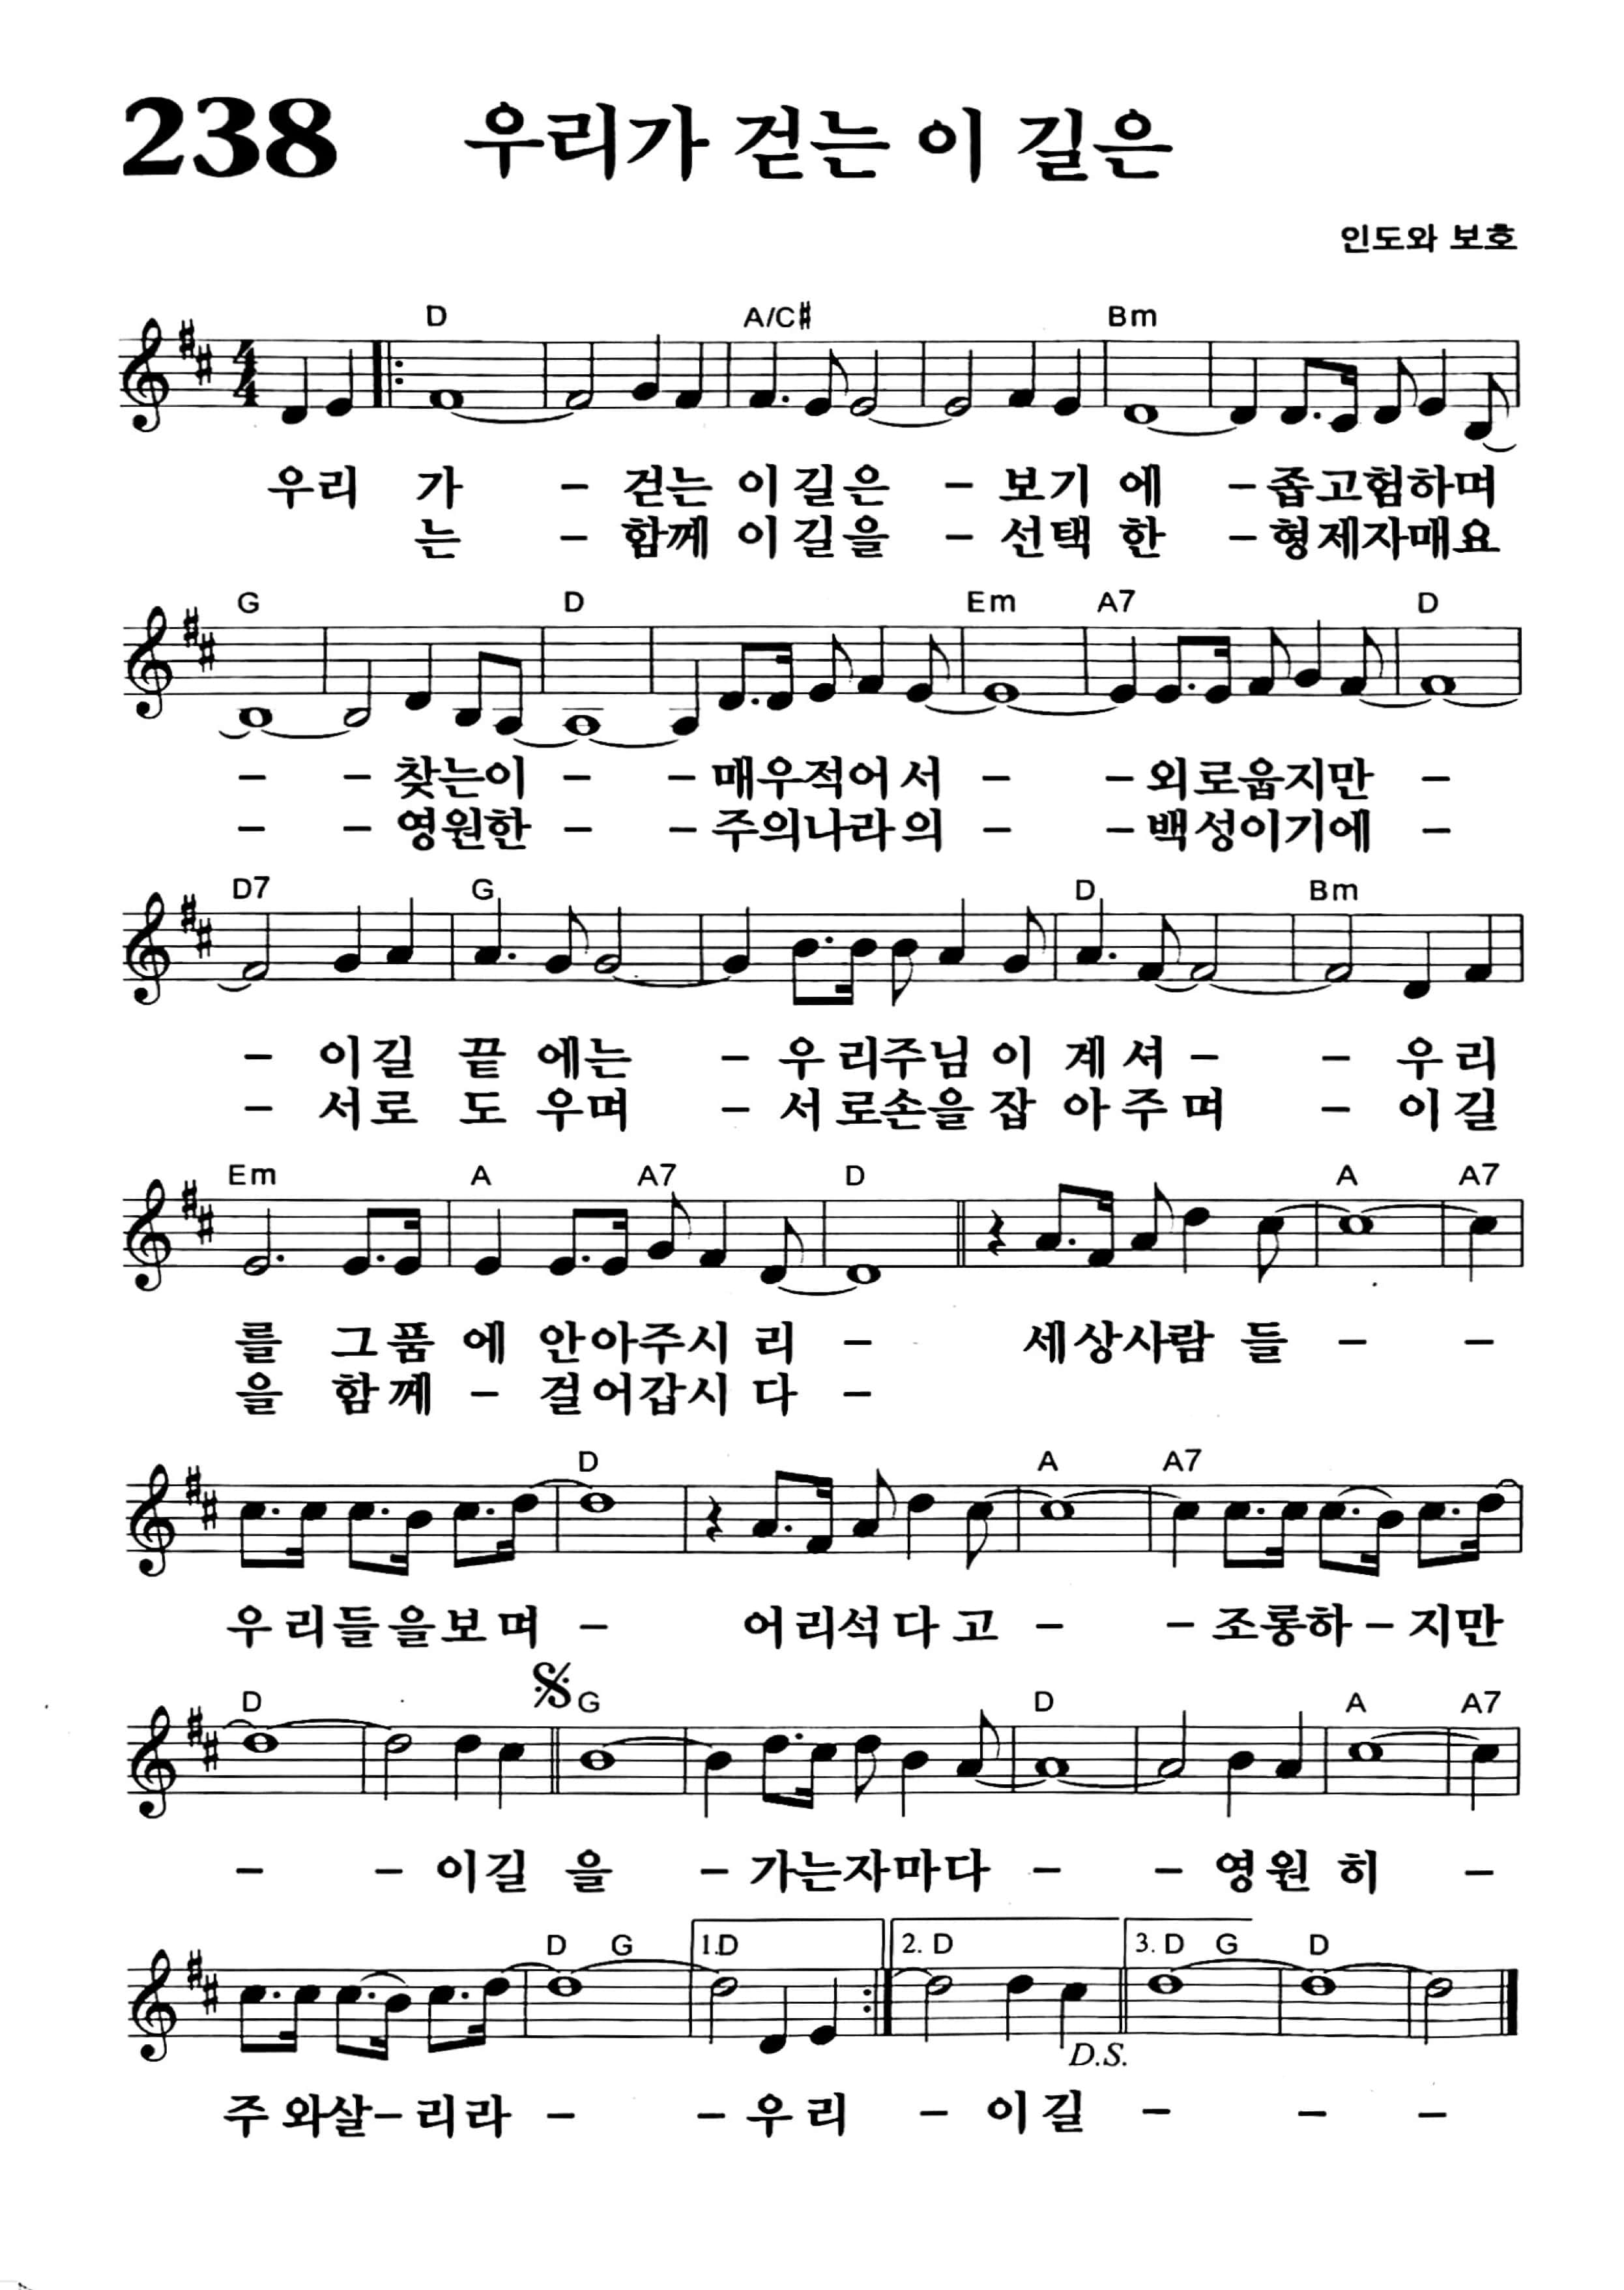 238 우리가 걷는 이 길은
인도와 보호
D A/C# Bm
우리 가 - 걷는 이 길 은 - 보기 에 - 좁고험하며
는 - 함께 이 길 을 - 선택 한 - 형제자매요
G D Em A7 D
- - 찾는이 - - 매우적어서 - - 외로웁지만 -
- - 영원한 - - 주의나라의 - - 백성이기에 -
D7 G D Bm
- 이길 끝 에는 - 우리주님 이 계 셔 - - 우 리
- 서로 도 우며 - 서로손을 잡 아 주 며 - 이 길
Em A A7 D A A7
를 그품 에 안아주시 리 - 세상사람 들 - -
을 함께 - 걸어갑시 다 -
D A A7
우리들을보며 - 어리석다고 - - 조롱하-지만
D G D A A7
- - 이길 을 - 가는자마다 - - 영원 히 -
D G 1.D 2. D 3. D G D
D.S.
주와살-리라 - - 우리 - 이길 - - -